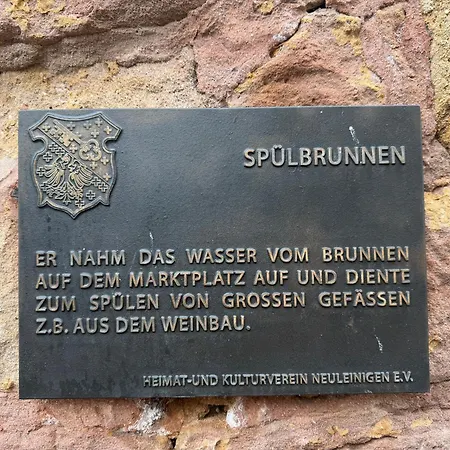 SPÜLBRUNNEN
ER NAHM DAS WASSER VOM BRUNNEN
AUF DEM MARKTPLATZ AUF UND DIENTE
ZUM SPÜLEN VON GROSSEN GEFÄSSEN
Z.B. AUS DEM WEINBAU.
HEIMAT-UND KULTURVEREIN NEULEINIGEN E.V.